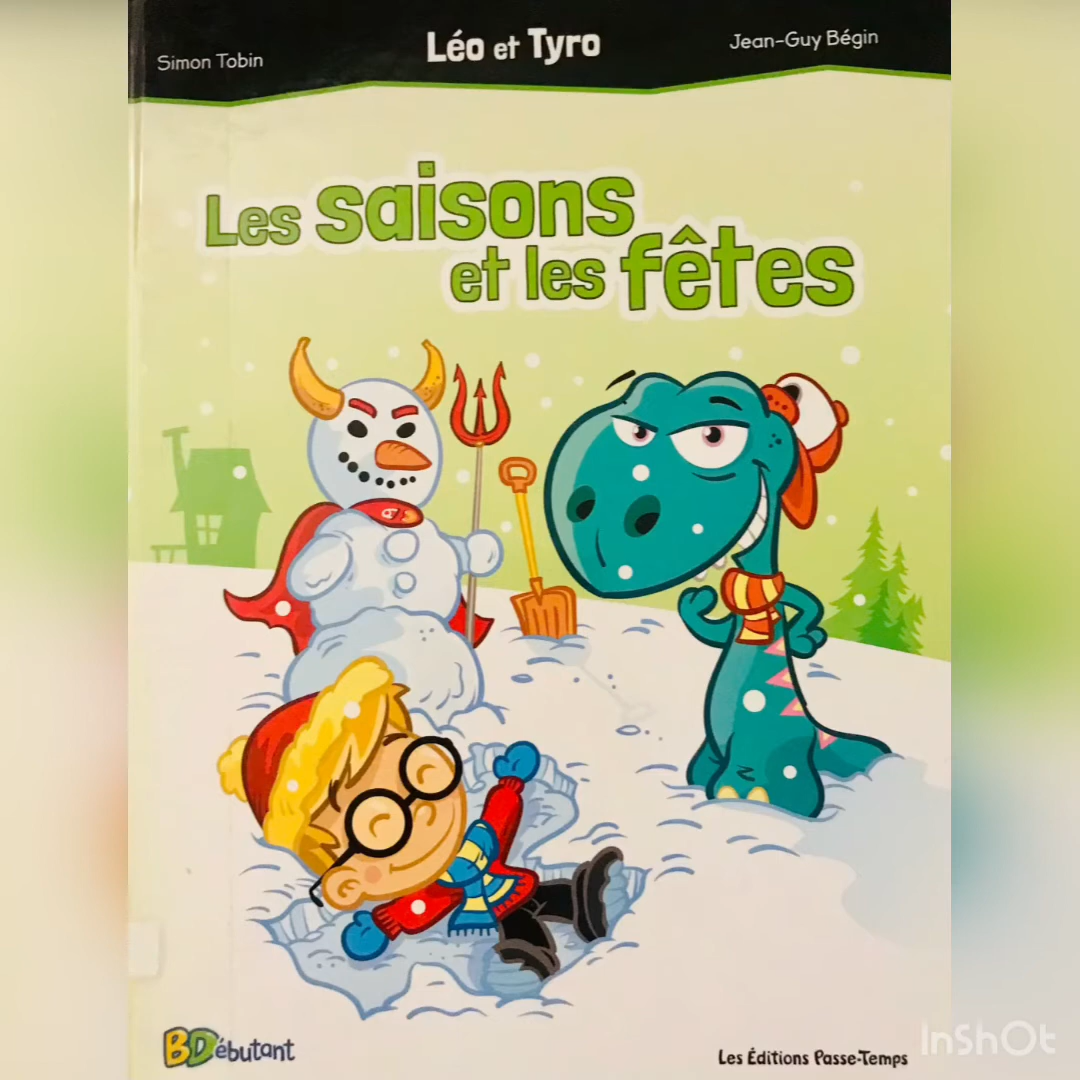 Simon Tobin
Léo et Tyro
Jean-Guy Bégin
Les saisons
et les fêtes
BDébutant
Les Éditions Passe-Temps
InShOt